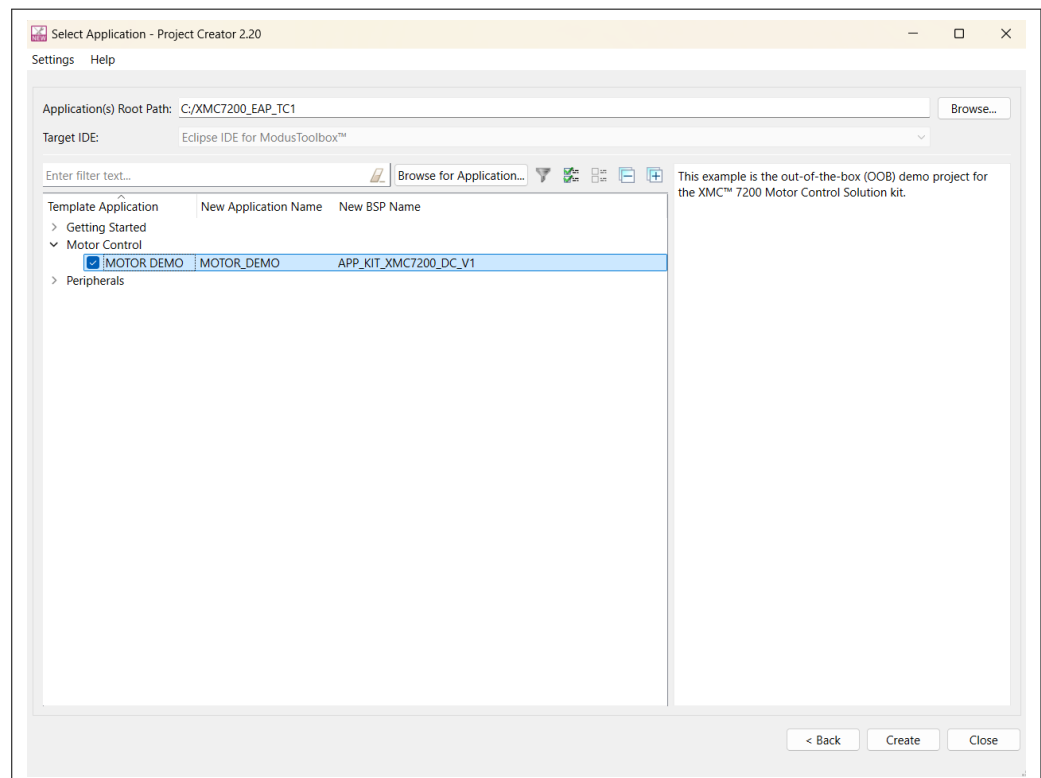 NEW Select Application - Project Creator 2.20
Settings Help
Application(s) Root Path: C:/XMC7200_EAP_TC1 Browse...
Target IDE: Eclipse IDE for ModusToolbox™
Enter filter text... Browse for Application...
This example is the out-of-the-box (OOB) demo project for
the XMC™ 7200 Motor Control Solution kit.
Template Application New Application Name New BSP Name
Getting Started
Motor Control
MOTOR DEMO MOTOR_DEMO APP_KIT_XMC7200_DC_V1
Peripherals
< Back Create Close